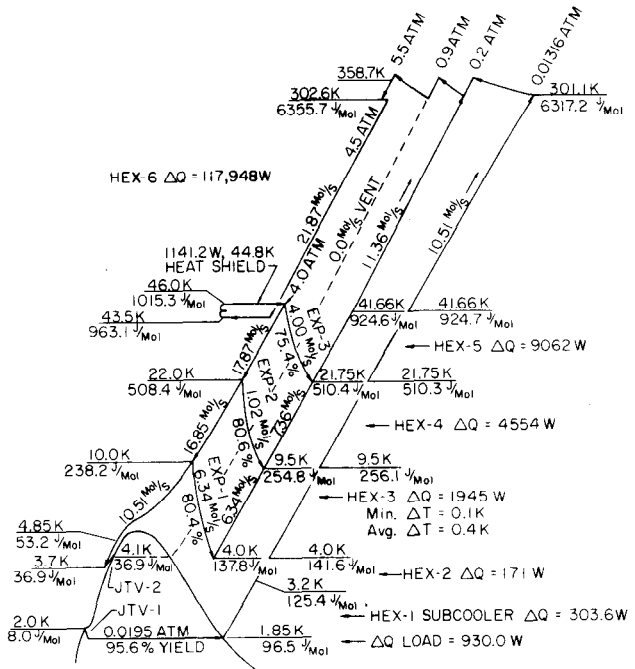 5.5 ATM
0.9 ATM
0.2 ATM
0.01316 ATM
358.7K
302.6K
6355.7 J/Mol
301.1K
6317.2 J/Mol
4.5 ATM
HEX-6 ΔQ = 117,948W
21.87 Mol/S
0.0 Mol/S VENT
11.36 Mol/S
10.51 Mol/S
1141.2W, 44.8K
HEAT SHIELD
4.0 ATM
46.0K
1015.3 J/Mol
43.5K
963.1 J/Mol
EXP-3
4.00 Mol/S
75.4%
41.66K
924.6 J/Mol
41.66K
924.7 J/Mol
HEX-5 ΔQ = 9062 W
17.87 Mol/S
22.0K
508.4 J/Mol
21.75K
510.4 J/Mol
21.75K
510.3 J/Mol
EXP-2
1.02 Mol/S
80.6%
7.36 Mol/S
HEX-4 ΔQ = 4554 W
16.85 Mol/S
10.0K
238.2 J/Mol
9.5K
254.8 J/Mol
9.5K
256.1 J/Mol
EXP-1
6.34 Mol/S
80.4%
6.34 Mol/S
HEX-3 ΔQ = 1945 W
Min. ΔT = 0.1K
Avg. ΔT = 0.4K
10.51 Mol/S
4.85K
53.2 J/Mol
4.1K
36.9 J/Mol
4.0K
137.8 J/Mol
4.0K
141.6 J/Mol
3.7K
36.9 J/Mol
HEX-2 ΔQ = 171 W
JTV-2
3.2K
125.4 J/Mol
JTV-1
HEX-1 SUBCOOLER ΔQ = 303.6W
2.0K
8.0 J/Mol
0.0195 ATM
95.6% YIELD
1.85K
96.5 J/Mol
ΔQ LOAD = 930.0 W